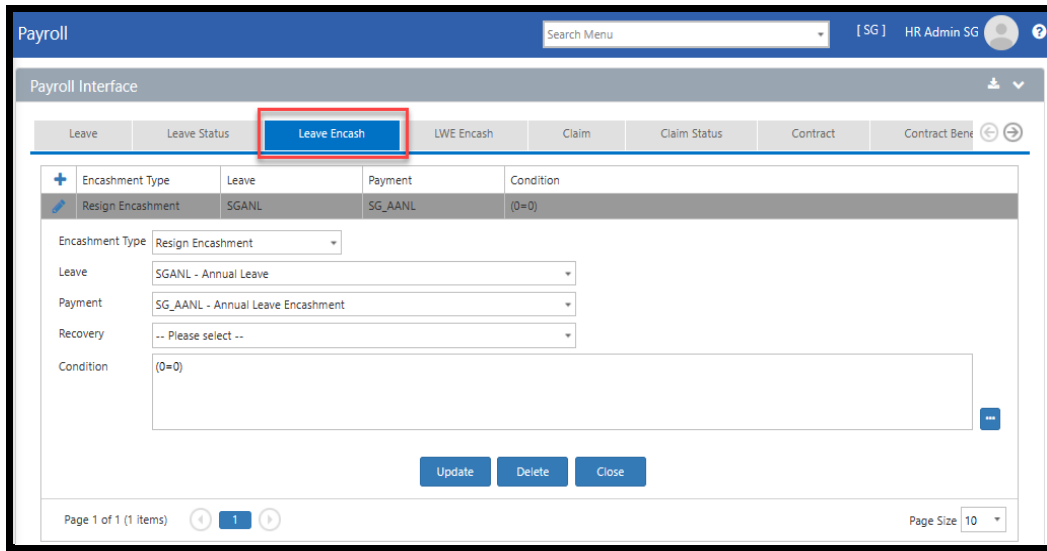 Payroll
Search Menu
[ SG ] HR Admin SG
?
Payroll Interface
Leave Leave Status Leave Encash LWE Encash Claim Claim Status Contract Contract Bene
Encashment Type Leave Payment Condition
Resign Encashment SGANL SG_AANL (0=0)
Encashment Type Resign Encashment
Leave SGANL - Annual Leave
Payment SG_AANL - Annual Leave Encashment
Recovery -- Please select --
Condition (0=0)
Update Delete Close
Page 1 of 1 (1 items) 1 Page Size 10